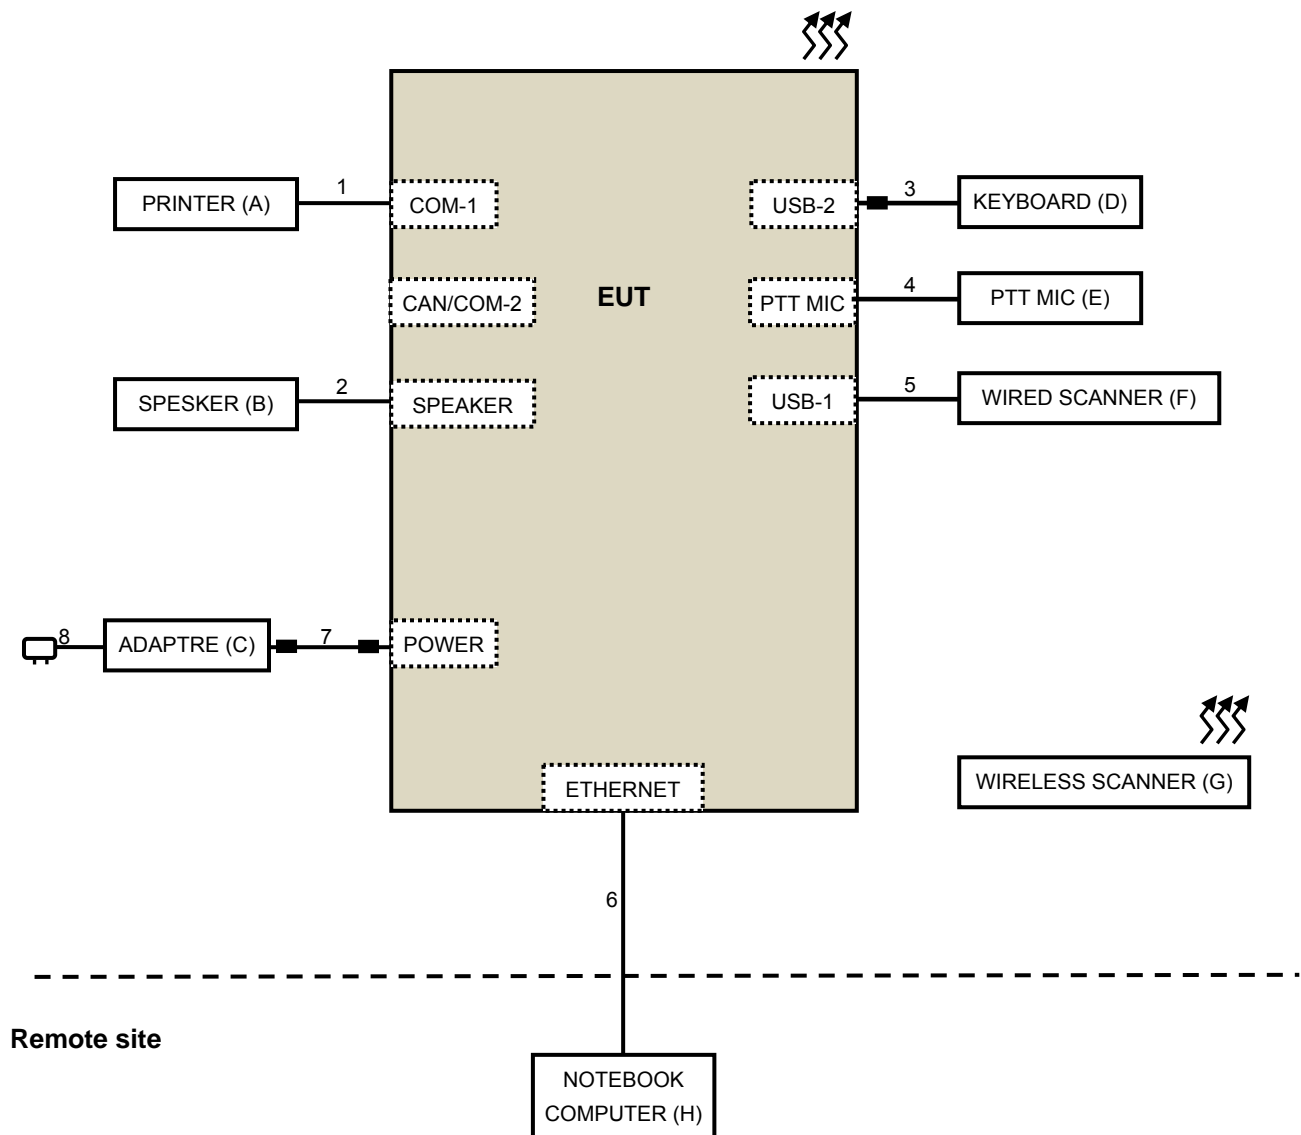 PRINTER (A)
1
COM-1
USB-2
3
KEYBOARD (D)
CAN/COM-2
EUT
PTT MIC
4
PTT MIC (E)
SPESKER (B)
2
SPEAKER
USB-1
5
WIRED SCANNER (F)
8
ADAPTRE (C)
7
POWER
ETHERNET
WIRELESS SCANNER (G)
6
Remote site
NOTEBOOK
COMPUTER (H)